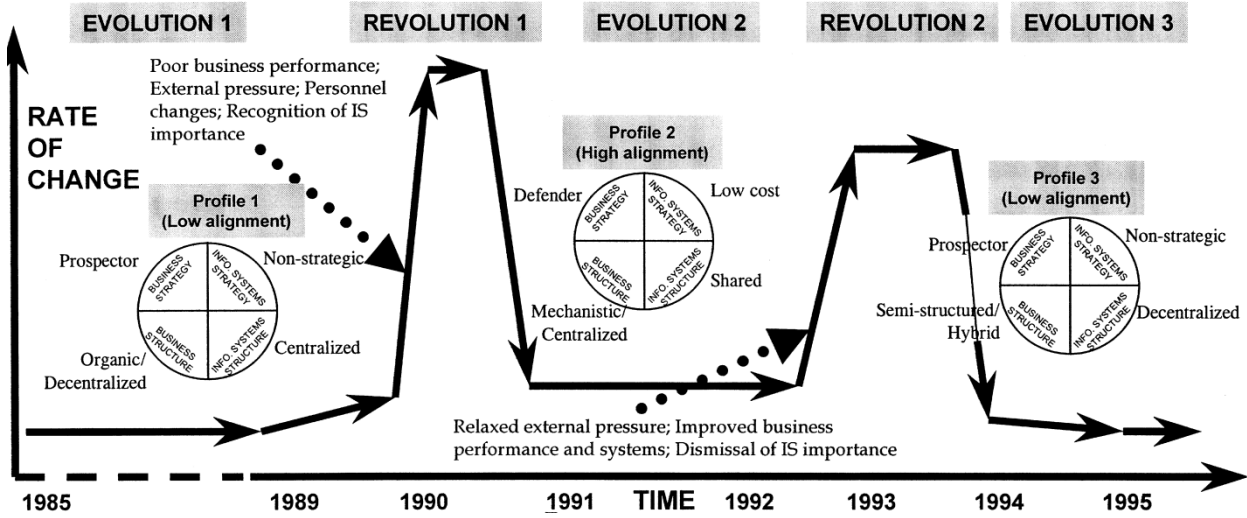 EVOLUTION 1
REVOLUTION 1
EVOLUTION 2
REVOLUTION 2
EVOLUTION 3
Poor business performance;
External pressure; Personnel
changes; Recognition of IS
importance
RATE
OF
CHANGE
Profile 1
(Low alignment)
Prospector
Non-strategic
BUSINESS
STRATEGY
INFO. SYSTEMS
STRATEGY
BUSINESS
STRUCTURE
INFO. SYSTEMS
STRUCTURE
Organic/
Decentralized
Centralized
Profile 2
(High alignment)
Defender
Low cost
BUSINESS
STRATEGY
INFO. SYSTEMS
STRATEGY
BUSINESS
STRUCTURE
INFO. SYSTEMS
STRUCTURE
Mechanistic/
Centralized
Shared
Relaxed external pressure; Improved business
performance and systems; Dismissal of IS importance
Profile 3
(Low alignment)
Prospector
Non-strategic
BUSINESS
STRATEGY
INFO. SYSTEMS
STRATEGY
BUSINESS
STRUCTURE
INFO. SYSTEMS
STRUCTURE
Semi-structured/
Hybrid
Decentralized
1985
1989
1990
1991
TIME
1992
1993
1994
1995